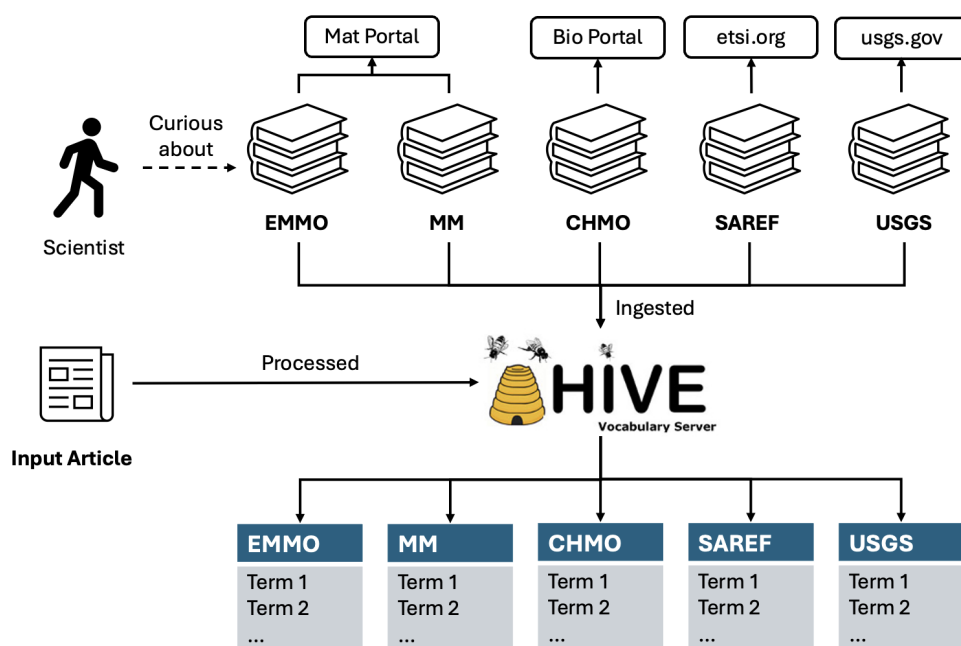 Mat Portal
Bio Portal
etsi.org
usgs.gov
Curious
about
Scientist
EMMO
MM
CHMO
SAREF
USGS
Ingested
Processed
HIVE
Vocabulary Server
Input Article
EMMO
MM
CHMO
SAREF
USGS
Term 1
Term 1
Term 1
Term 1
Term 1
Term 2
Term 2
Term 2
Term 2
Term 2
...
...
...
...
...